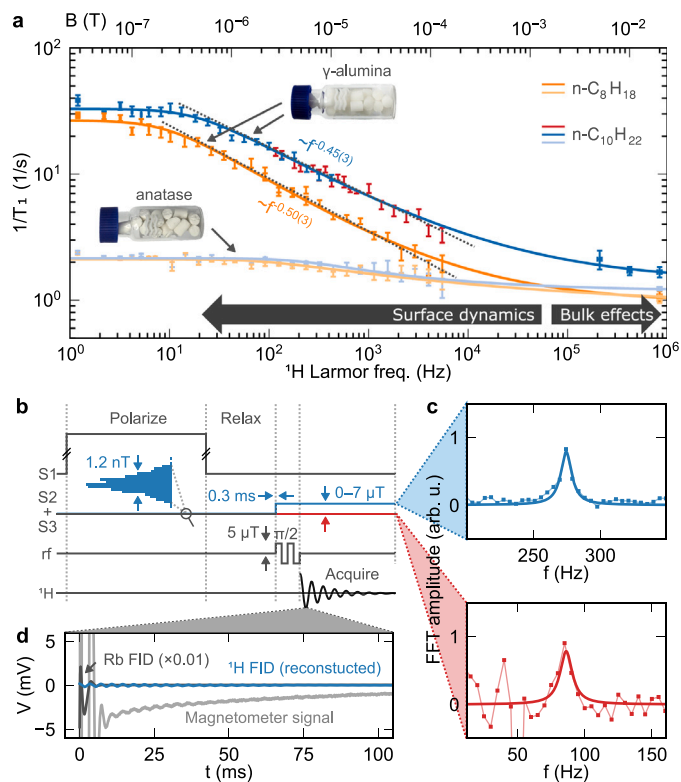 a
B (T)
10⁻⁷ 10⁻⁶ 10⁻⁵ 10⁻⁴ 10⁻³ 10⁻²
10²
10¹
10⁰
1/T₁ (1/s)
γ-alumina
n-C₈H₁₈
n-C₁₀H₂₂
~f^-0.45(3)
~f^-0.50(3)
anatase
Surface dynamics
Bulk effects
10⁰ 10¹ 10² 10³ 10⁴ 10⁵ 10⁶
¹H Larmor freq. (Hz)
b
Polarize
Relax
1.2 nT
S1
S2
+
S3
0.3 ms
0–7 μT
5 μT
π/2
rf
¹H
Acquire
c
1
0
250 300
f (Hz)
FFT amplitude (arb. u.)
1
0
50 100 150
f (Hz)
d
5
0
−5
V (mV)
Rb FID (×0.01)
¹H FID (reconstucted)
Magnetometer signal
0 25 50 75 100
t (ms)